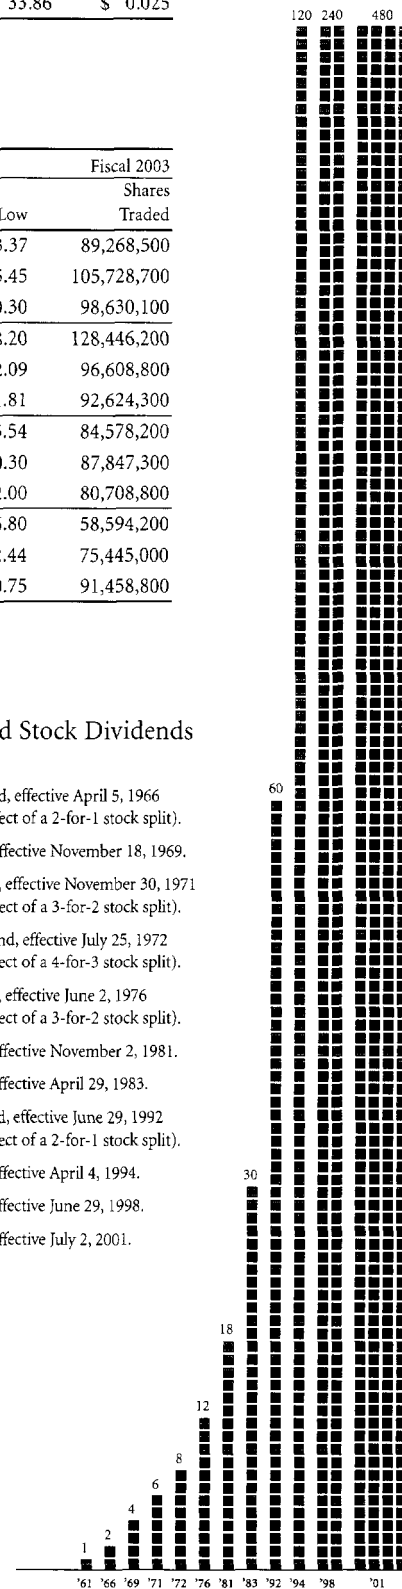 33.86 $ 0.025
120 240 480
Fiscal 2003
Shares
Low Traded
3.37 89,268,500
5.45 105,728,700
0.30 98,630,100
3.20 128,446,200
2.09 96,608,800
.81 92,624,300
5.54 84,578,200
0.30 87,847,300
2.00 80,708,800
5.80 58,594,200
2.44 75,445,000
0.75 91,458,800
d Stock Dividends
60
d, effective April 5, 1966
ect of a 2-for-1 stock split).
ffective November 18, 1969.
, effective November 30, 1971
ect of a 3-for-2 stock split).
nd, effective July 25, 1972
ect of a 4-for-3 stock split).
, effective June 2, 1976
ect of a 3-for-2 stock split).
ffective November 2, 1981.
ffective April 29, 1983.
d, effective June 29, 1992
ect of a 2-for-1 stock split).
ffective April 4, 1994.
30
ffective June 29, 1998.
ffective July 2, 2001.
18
12
8
6
4
2
1
'61 '66 '69 '71 '72 '76 '81 '83 '92 '94 '98 '01